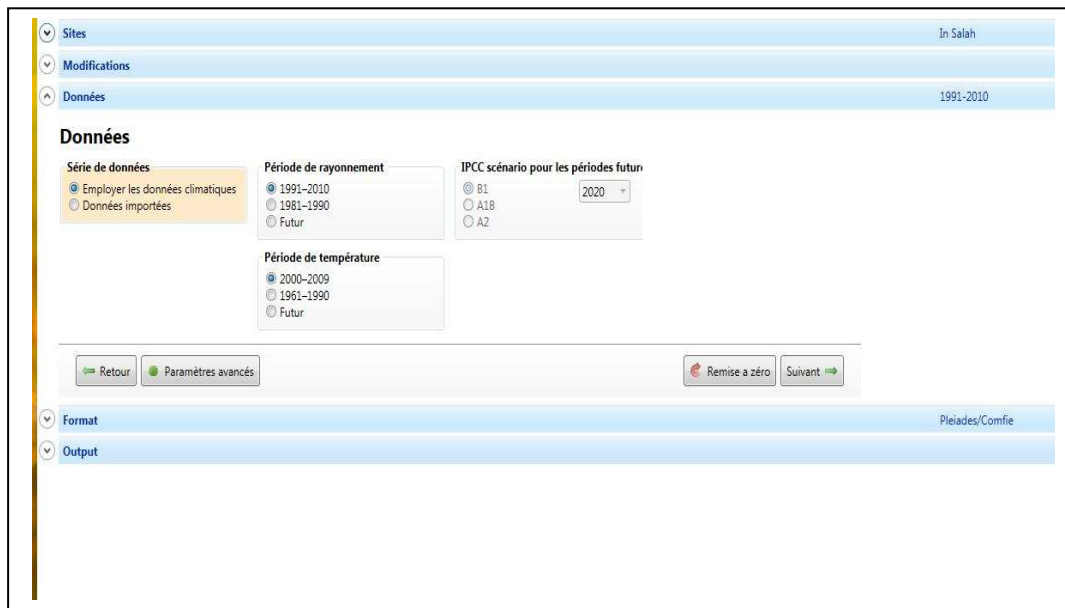 Sites In Salah
Modifications
Données 1991-2010
Données
Série de données
Employer les données climatiques
Données importées
Période de rayonnement
1991–2010
1981–1990
Futur
IPCC scénario pour les périodes future
B1
A1B
A2
2020
Période de température
2000–2009
1961–1990
Futur
Retour Paramètres avancés Remise a zéro Suivant
Format Pleiades/Comfie
Output